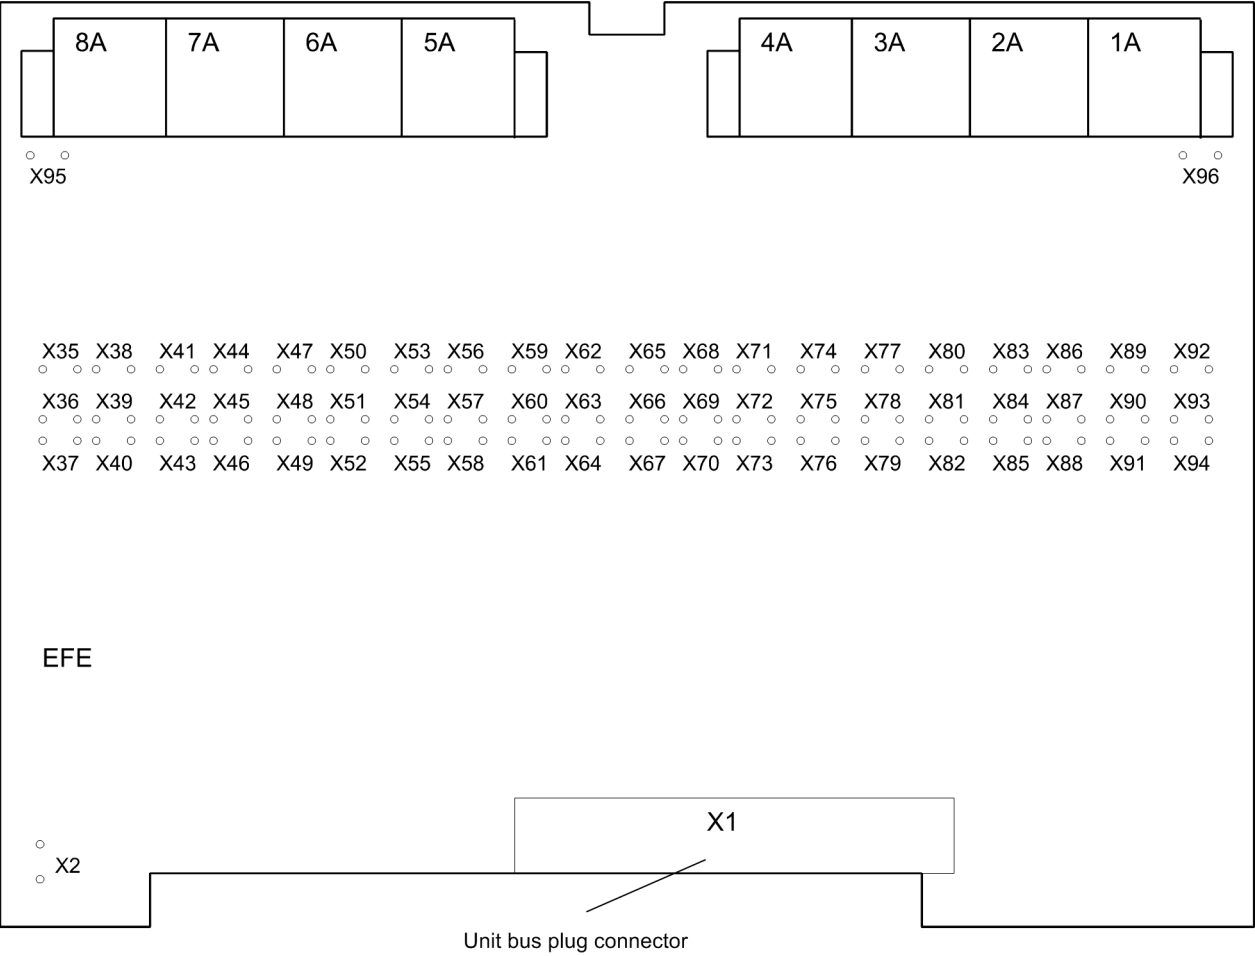 8A 7A 6A 5A 4A 3A 2A 1A
X95 X96
X35 X38 X41 X44 X47 X50 X53 X56 X59 X62 X65 X68 X71 X74 X77 X80 X83 X86 X89 X92
X36 X39 X42 X45 X48 X51 X54 X57 X60 X63 X66 X69 X72 X75 X78 X81 X84 X87 X90 X93
X37 X40 X43 X46 X49 X52 X55 X58 X61 X64 X67 X70 X73 X76 X79 X82 X85 X88 X91 X94
EFE
X1
X2
Unit bus plug connector